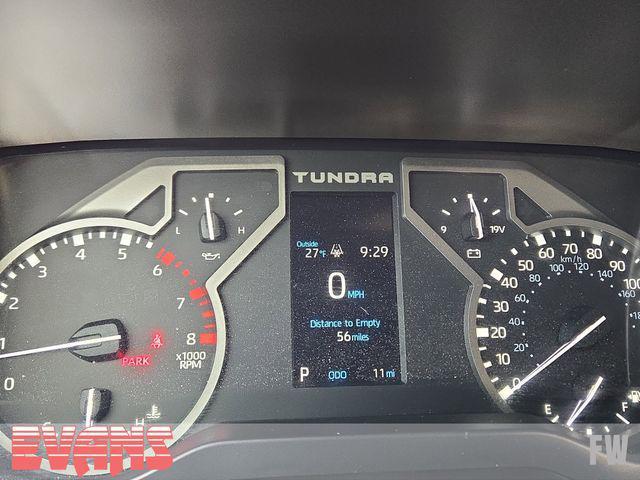 TUNDRA
L H
9 19V
Outside
27°F 9:29
0 MPH
Distance to Empty
56 miles
P ODO 11 mi
0 1 2 3 4 5 6 7 8
x1000
RPM
PARK
H
0 10 20 30 40 50 60 70 80 90 100
MPH
20 40 60 80 100 120 140 160
km/h
E F
EVANS
FW